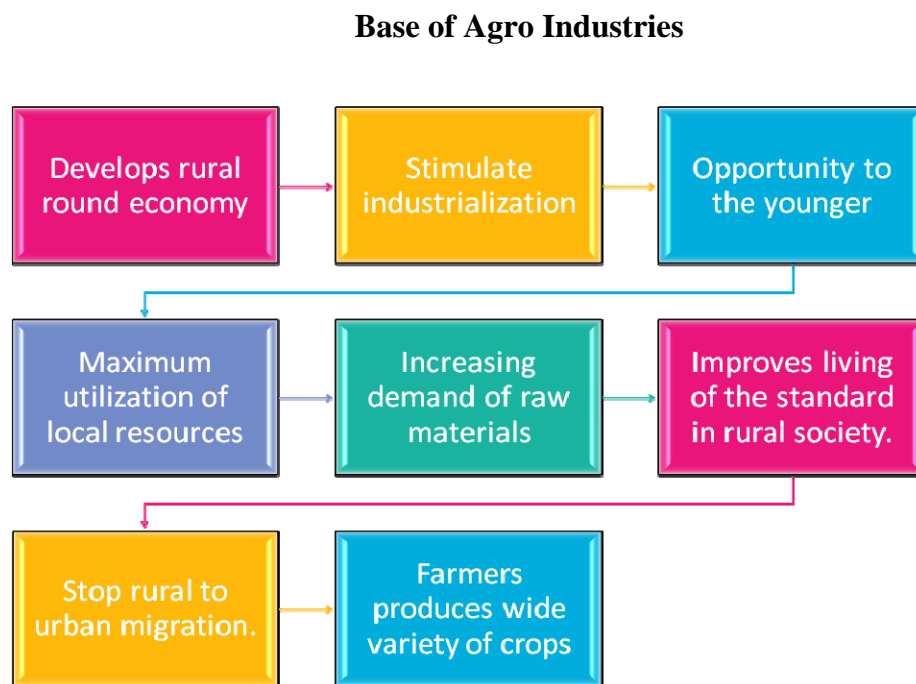 Base of Agro Industries
Develops rural
round economy
Stimulate
industrialization
Opportunity to
the younger
Maximum
utilization of
local resources
Increasing
demand of raw
materials
Improves living
of the standard
in rural society.
Stop rural to
urban migration.
Farmers
produces wide
variety of crops